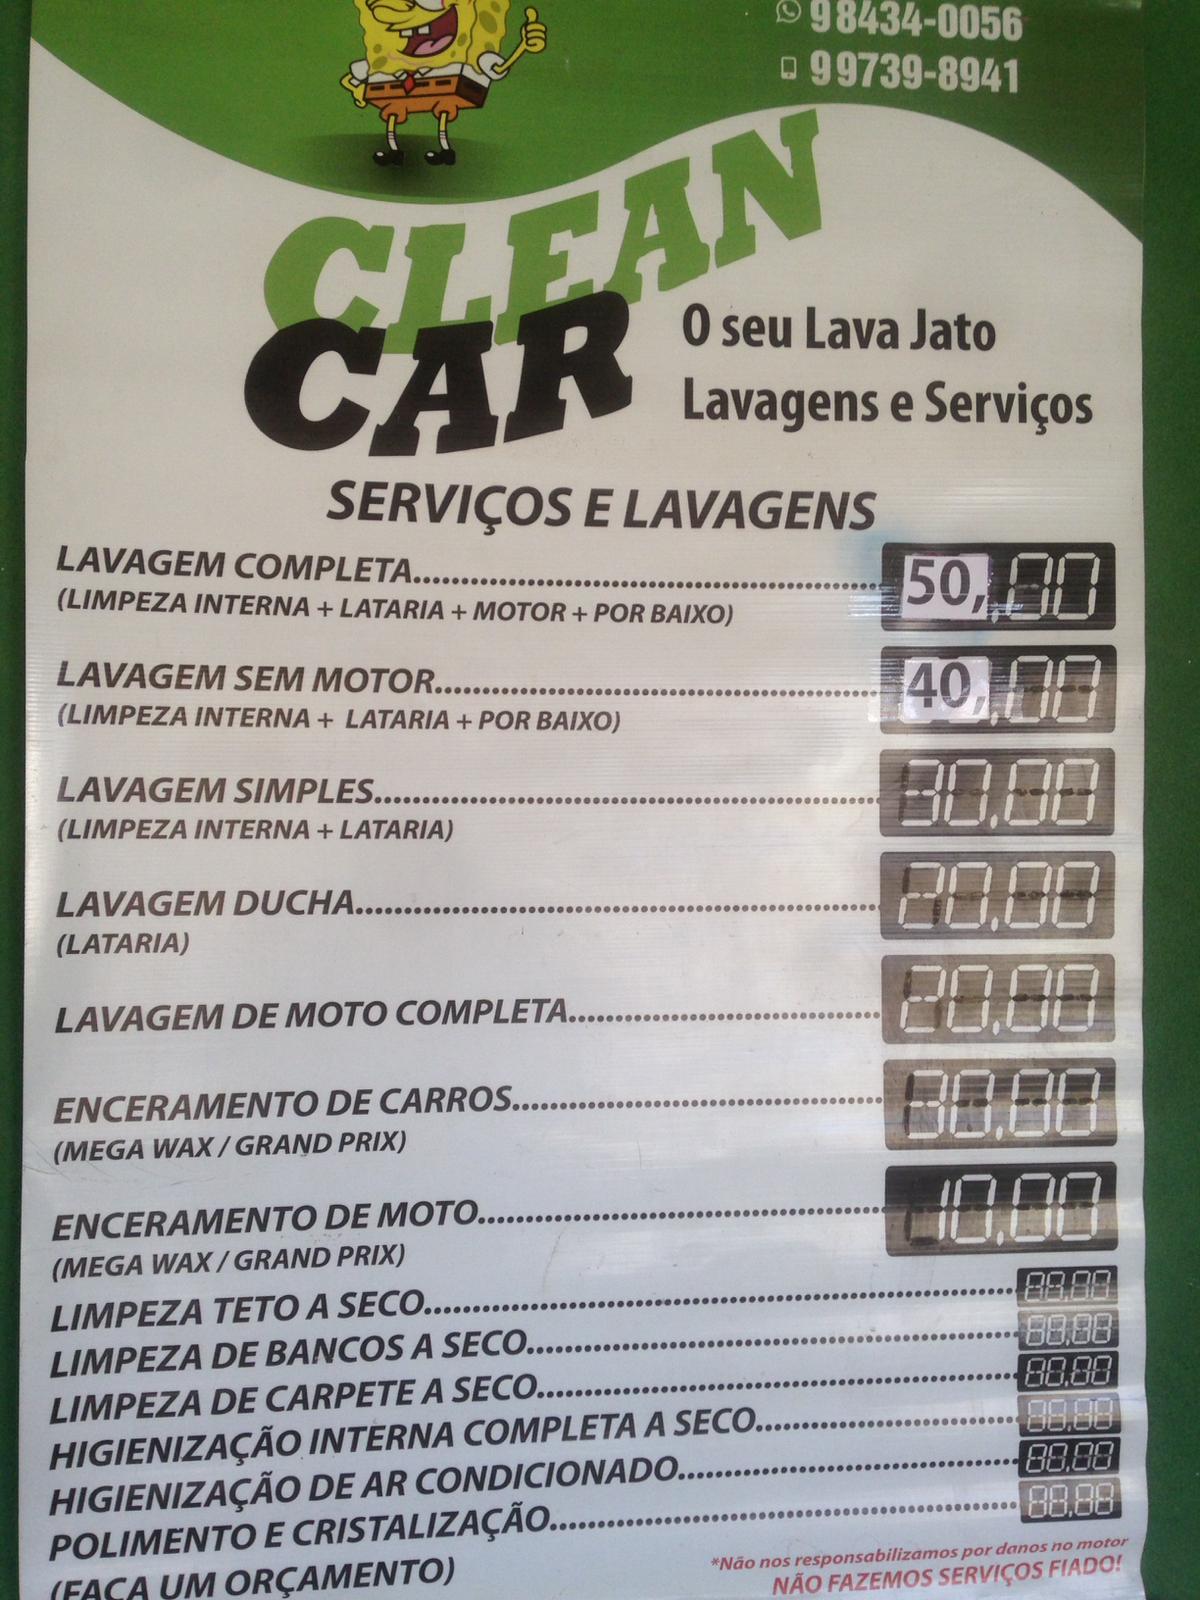 98434-0056
99739-8941
CLEAN
CAR
O seu Lava Jato
Lavagens e Serviços
SERVIÇOS E LAVAGENS
LAVAGEM COMPLETA 50,00
(LIMPEZA INTERNA + LATARIA + MOTOR + POR BAIXO)
LAVAGEM SEM MOTOR 40,00
(LIMPEZA INTERNA + LATARIA + POR BAIXO)
LAVAGEM SIMPLES 30,00
(LIMPEZA INTERNA + LATARIA)
LAVAGEM DUCHA
(LATARIA)
LAVAGEM DE MOTO COMPLETA
ENCERAMENTO DE CARROS
(MEGA WAX / GRAND PRIX)
ENCERAMENTO DE MOTO 10,00
(MEGA WAX / GRAND PRIX)
LIMPEZA TETO A SECO
LIMPEZA DE BANCOS A SECO
LIMPEZA DE CARPETE A SECO
HIGIENIZAÇÃO INTERNA COMPLETA A SECO
HIGIENIZAÇÃO DE AR CONDICIONADO
POLIMENTO E CRISTALIZAÇÃO
(FAÇA UM ORÇAMENTO)
*Não nos responsabilizamos por danos no motor
NÃO FAZEMOS SERVIÇOS FIADO!